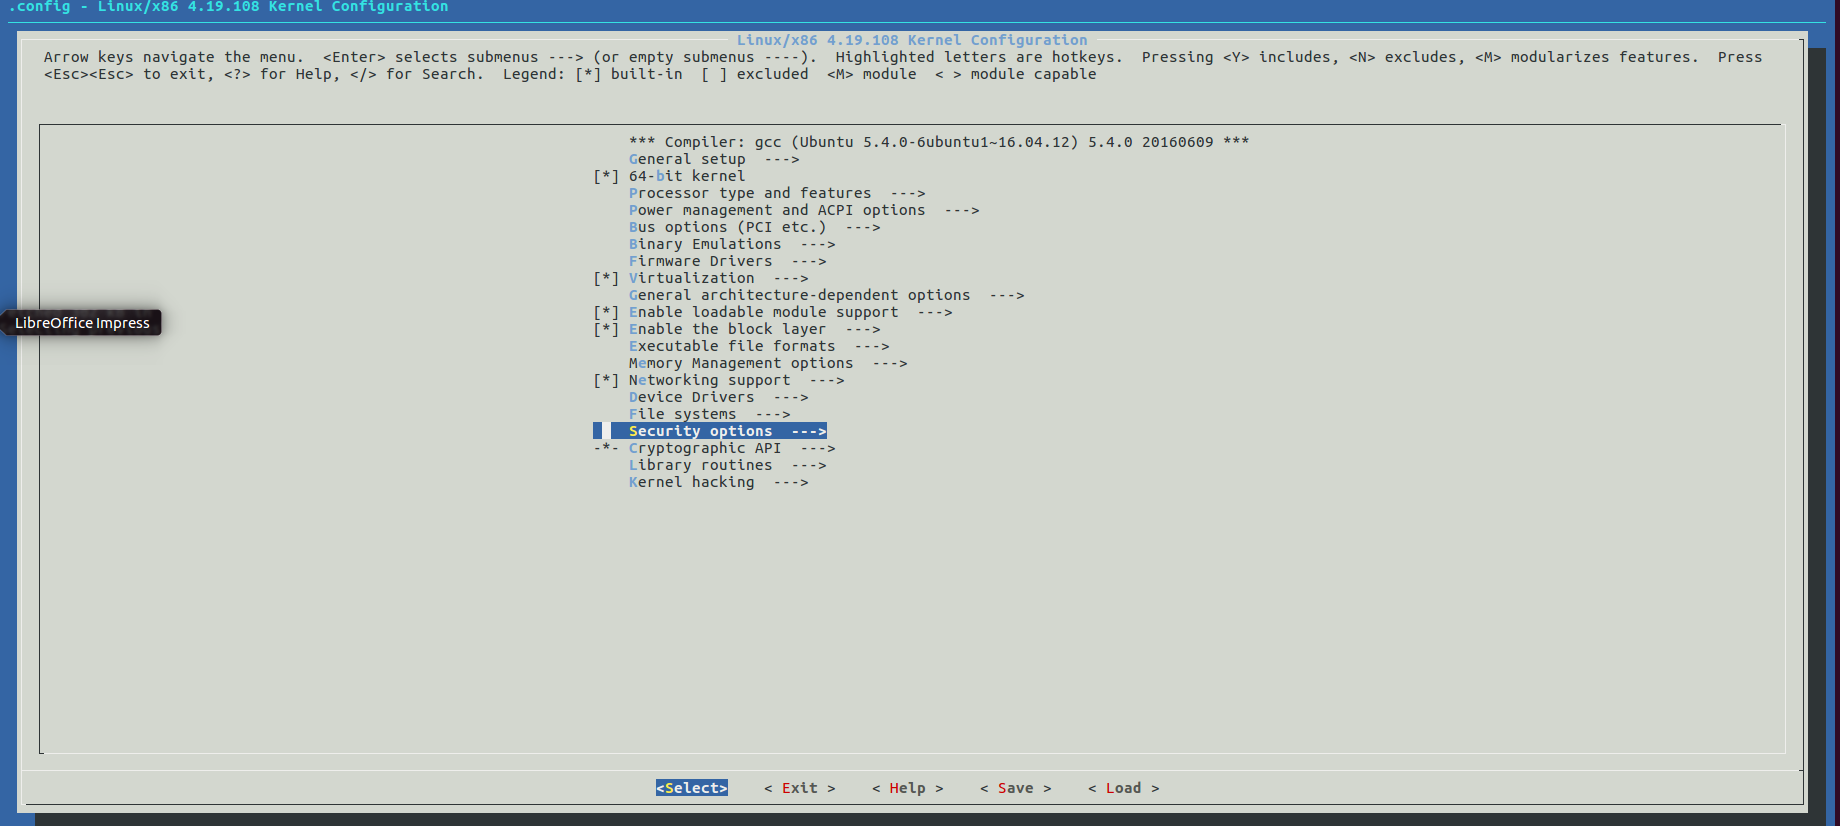 .config - Linux/x86 4.19.108 Kernel Configuration
Linux/x86 4.19.108 Kernel Configuration
Arrow keys navigate the menu.  <Enter> selects submenus ---> (or empty submenus ----).  Highlighted letters are hotkeys.  Pressing <Y> includes, <N> excludes, <M> modularizes features.  Press
<Esc><Esc> to exit, <?> for Help, </> for Search.  Legend: [*] built-in  [ ] excluded  <M> module  < > module capable
*** Compiler: gcc (Ubuntu 5.4.0-6ubuntu1~16.04.12) 5.4.0 20160609 ***
General setup  --->
[*] 64-bit kernel
Processor type and features  --->
Power management and ACPI options  --->
Bus options (PCI etc.)  --->
Binary Emulations  --->
Firmware Drivers  --->
[*] Virtualization  --->
General architecture-dependent options  --->
[*] Enable loadable module support  --->
LibreOffice Impress
[*] Enable the block layer  --->
Executable file formats  --->
Memory Management options  --->
[*] Networking support  --->
Device Drivers  --->
File systems  --->
Security options  --->
-*- Cryptographic API  --->
Library routines  --->
Kernel hacking  --->
<Select>    < Exit >    < Help >    < Save >    < Load >